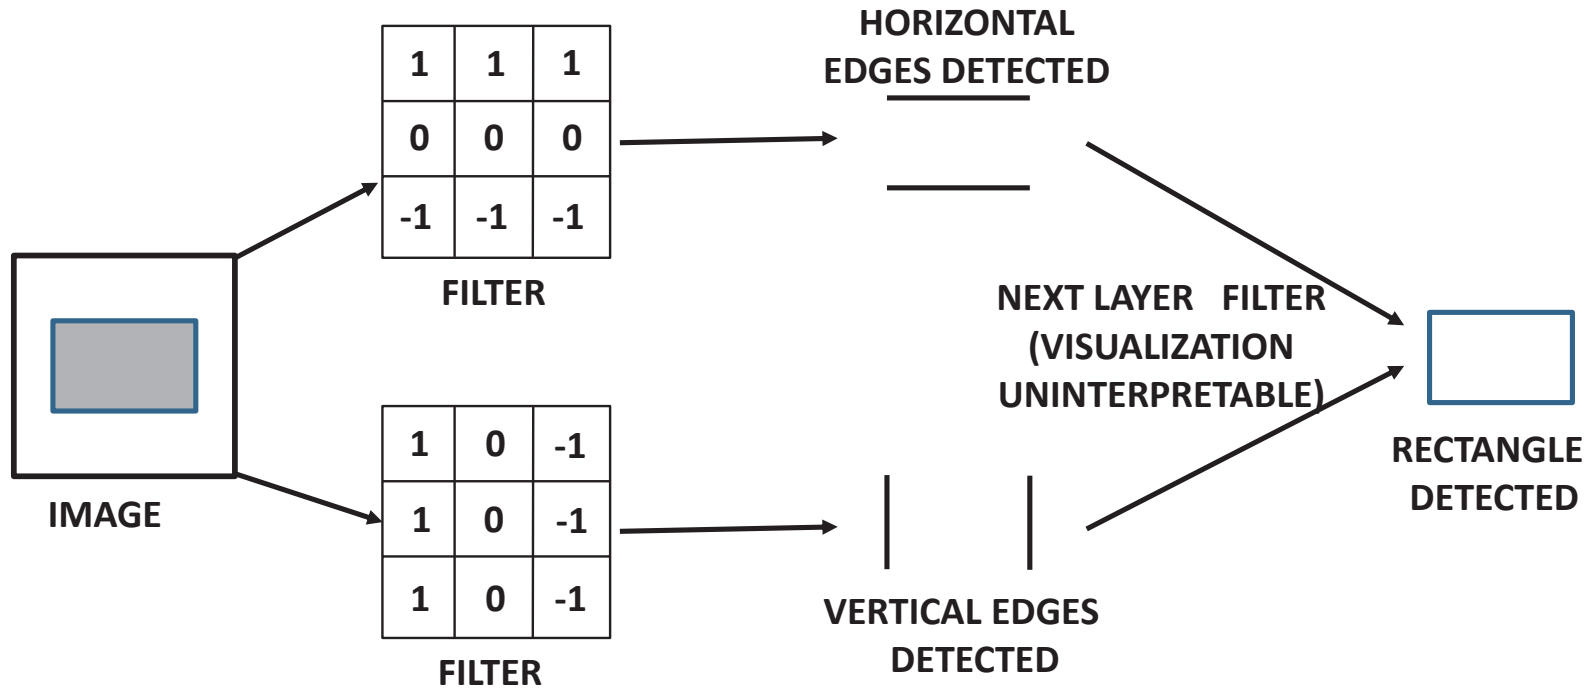 HORIZONTAL
EDGES DETECTED
1 1 1
0 0 0
-1 -1 -1
FILTER
IMAGE
NEXT LAYER FILTER
(VISUALIZATION
UNINTERPRETABLE)
RECTANGLE
DETECTED
1 0 -1
1 0 -1
1 0 -1
FILTER
VERTICAL EDGES
DETECTED